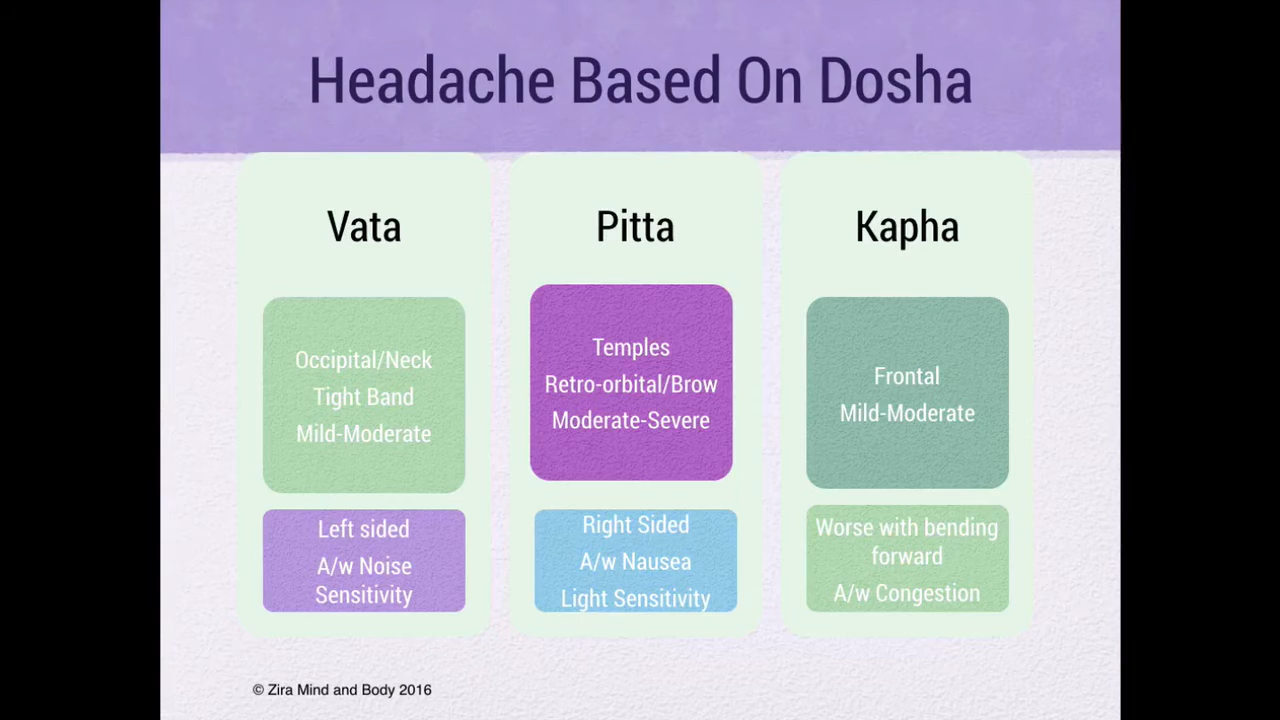 Headache Based On Dosha
Vata
Occipital/Neck
Tight Band
Mild-Moderate
Left sided
A/w Noise
Sensitivity
Pitta
Temples
Retro-orbital/Brow
Moderate-Severe
Right Sided
A/w Nausea
Light Sensitivity
Kapha
Frontal
Mild-Moderate
Worse with bending
forward
A/w Congestion
© Zira Mind and Body 2016